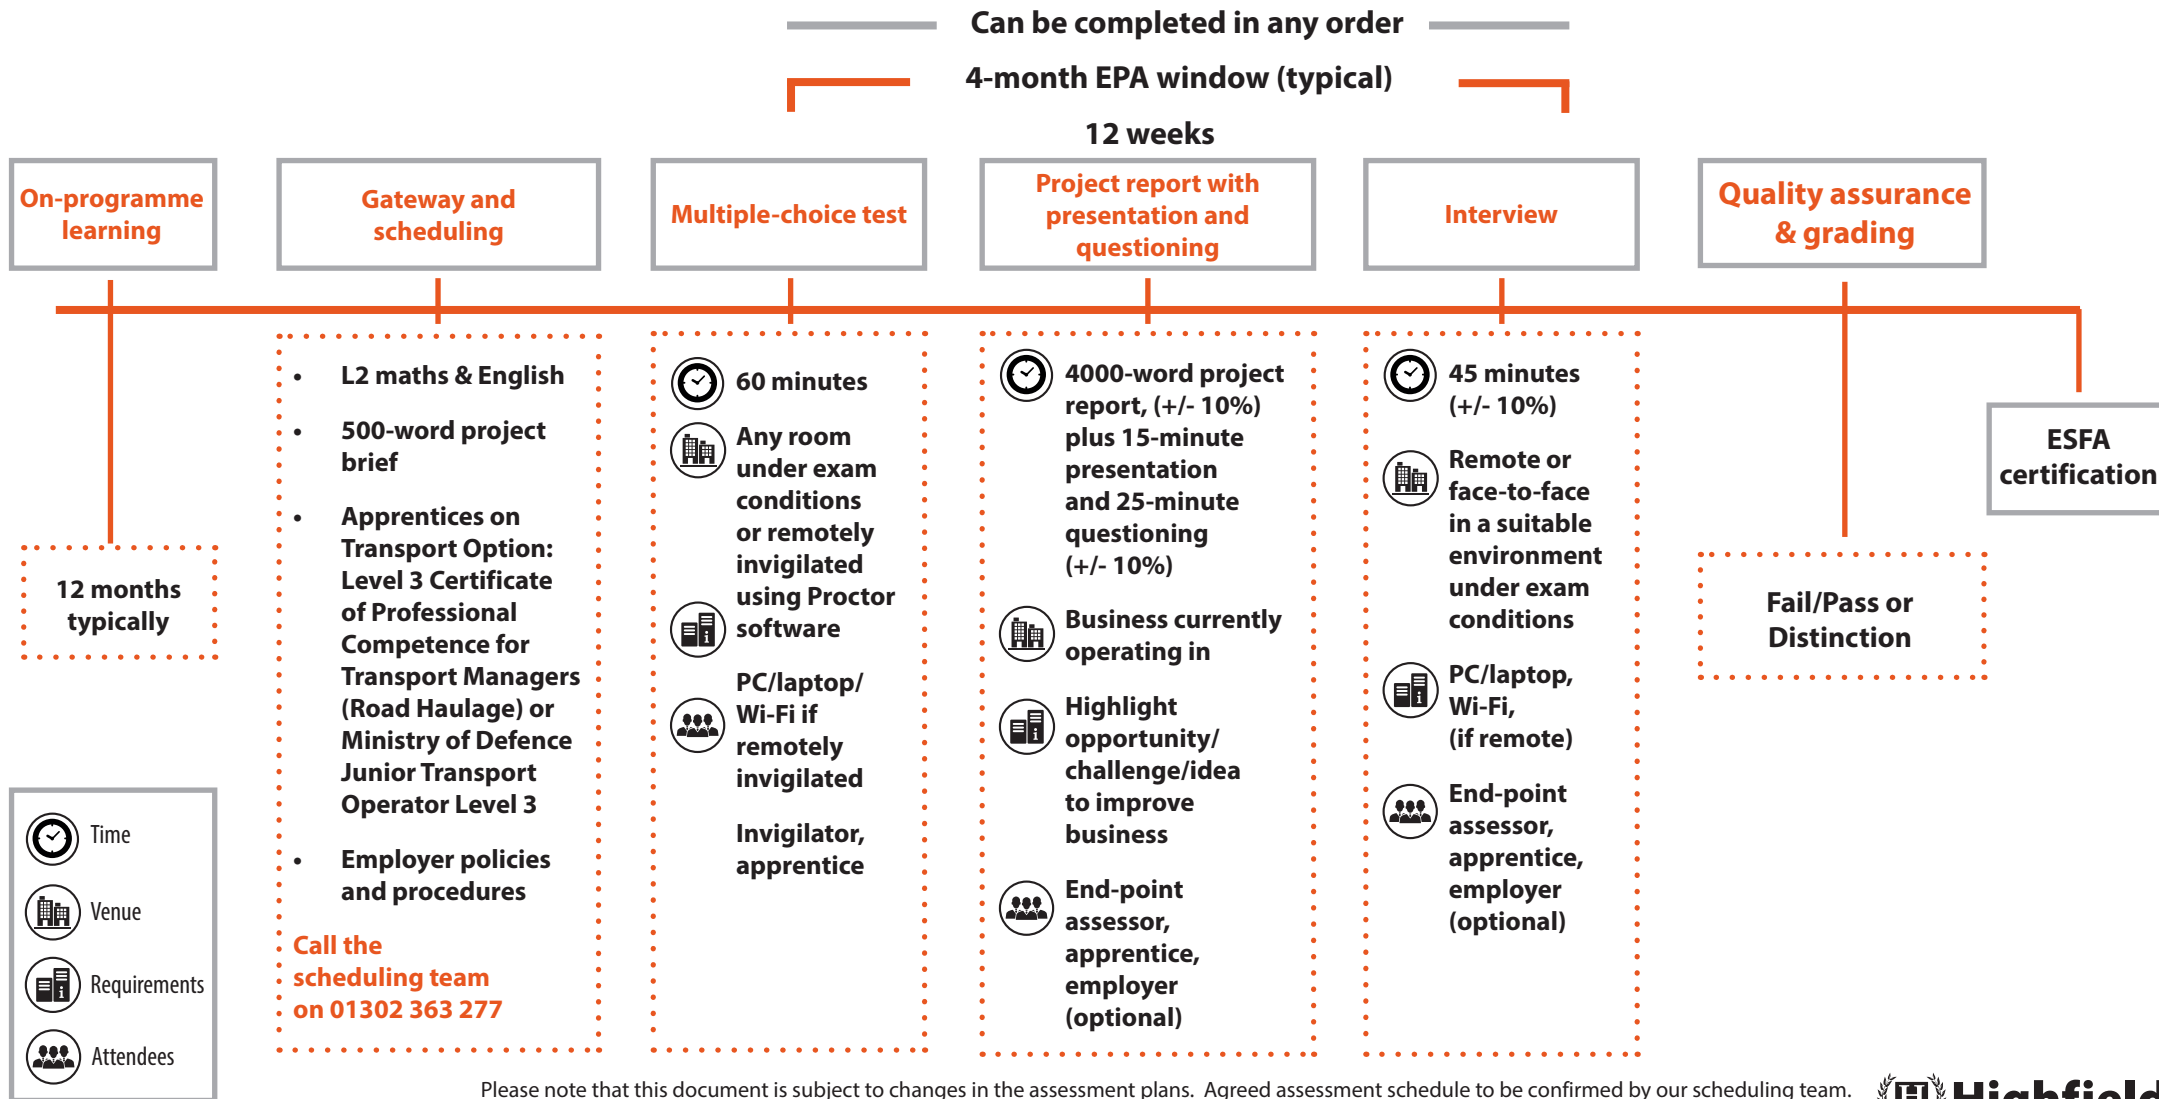 Can be completed in any order
4-month EPA window (typical)
12 weeks
On-programme
learning
Gateway and
scheduling
Multiple-choice test
Project report with
presentation and
questioning
Interview
Quality assurance
& grading
12 months
typically
• L2 maths & English
• 500-word project
brief
• Apprentices on
Transport Option:
Level 3 Certificate
of Professional
Competence for
Transport Managers
(Road Haulage) or
Ministry of Defence
Junior Transport
Operator Level 3
• Employer policies
and procedures
Call the
scheduling team
on 01302 363 277
60 minutes
Any room
under exam
conditions
or remotely
invigilated
using Proctor
software
PC/laptop/
Wi-Fi if
remotely
invigilated
Invigilator,
apprentice
4000-word project
report, (+/- 10%)
plus 15-minute
presentation
and 25-minute
questioning
(+/- 10%)
Business currently
operating in
Highlight
opportunity/
challenge/idea
to improve
business
End-point
assessor,
apprentice,
employer
(optional)
45 minutes
(+/- 10%)
Remote or
face-to-face
in a suitable
environment
under exam
conditions
PC/laptop,
Wi-Fi,
(if remote)
End-point
assessor,
apprentice,
employer
(optional)
Fail/Pass or
Distinction
ESFA
certification
Time
Venue
Requirements
Attendees
Please note that this document is subject to changes in the assessment plans. Agreed assessment schedule to be confirmed by our scheduling team.
Highfield